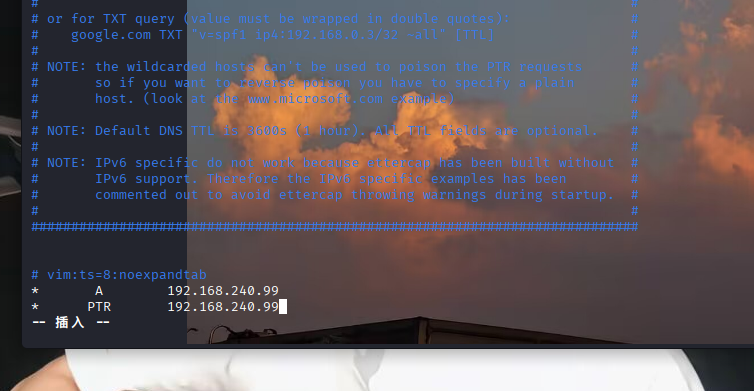 #                                                                          #
# or for TXT query (value must be wrapped in double quotes):               #
#    google.com TXT "v=spf1 ip4:192.168.0.3/32 -all" [TTL]                 #
#                                                                          #
# NOTE: the wildcarded hosts can't be used to poison the PTR requests      #
#       so if you want to reverse poison you have to specify a plain       #
#       host. (look at the www.microsoft.com example)                      #
#                                                                          #
# NOTE: Default DNS TTL is 3600s (1 hour). All TTL fields are optional.    #
#                                                                          #
# NOTE: IPv6 specific do not work because ettercap has been built without  #
#       IPv6 support. Therefore the IPv6 specific examples has been        #
#       commented out to avoid ettercap throwing warnings during startup.  #
#                                                                          #
############################################################################
# vim:ts=8:noexpandtab
*       A        192.168.240.99
*      PTR       192.168.240.99
-- 插入 --